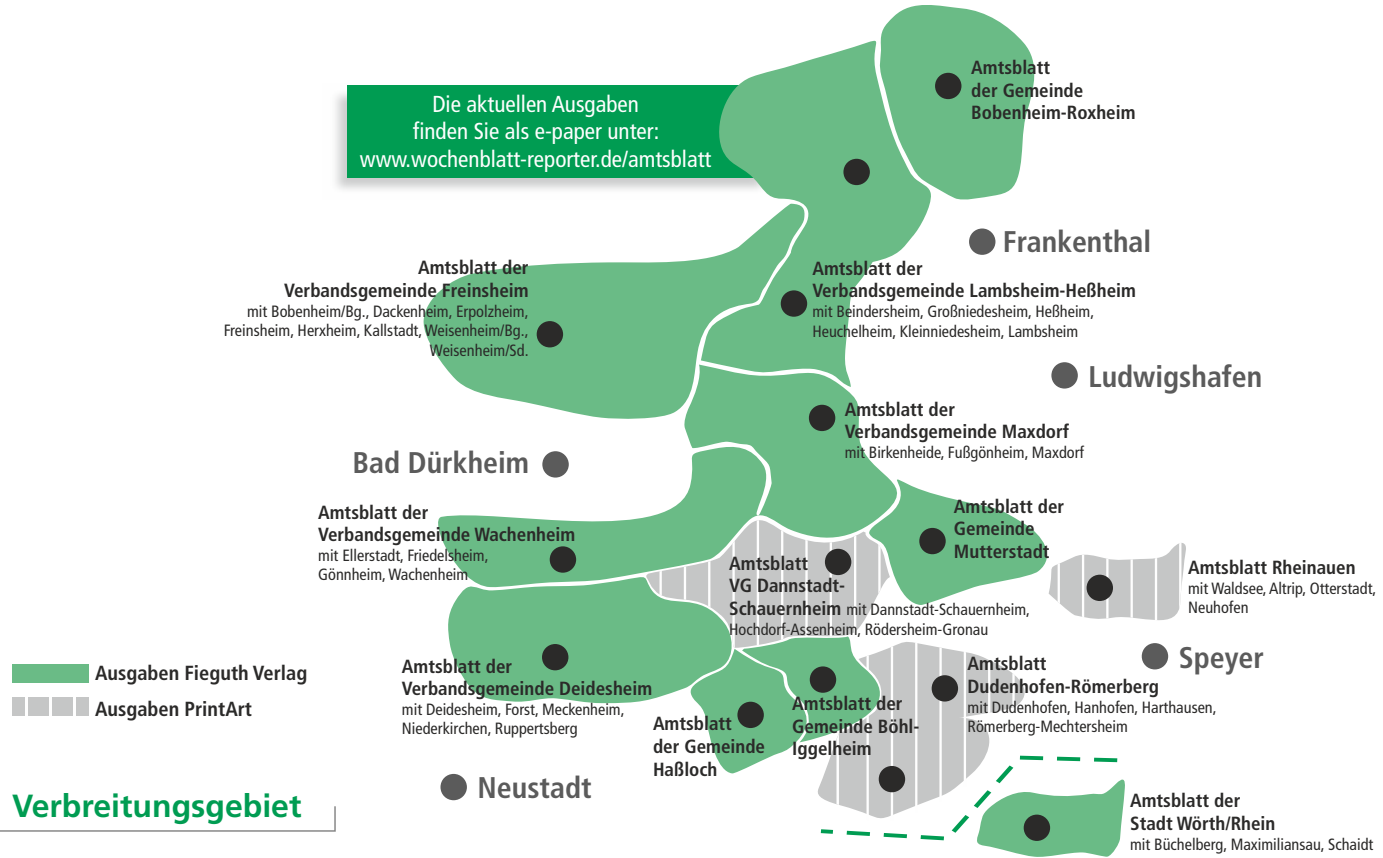 Die aktuellen Ausgaben
finden Sie als e-paper unter:
www.wochenblatt-reporter.de/amtsblatt
Amtsblatt
der Gemeinde
Bobenheim-Roxheim
Frankenthal
Amtsblatt der
Verbandsgemeinde Freinsheim
mit Bobenheim/Bg., Dackenheim, Erpolzheim,
Freinsheim, Herxheim, Kallstadt, Weisenheim/Bg.,
Weisenheim/Sd.
Amtsblatt der
Verbandsgemeinde Lambsheim-Heßheim
mit Beindersheim, Großniedesheim, Heßheim,
Heuchelheim, Kleinniedesheim, Lambsheim
Ludwigshafen
Amtsblatt der
Verbandsgemeinde Maxdorf
mit Birkenheide, Fußgönheim, Maxdorf
Bad Dürkheim
Amtsblatt der
Verbandsgemeinde Wachenheim
mit Ellerstadt, Friedelsheim,
Gönnheim, Wachenheim
Amtsblatt der
Gemeinde
Mutterstadt
Amtsblatt
VG Dannstadt-
Schauernheim mit Dannstadt-Schauernheim,
Hochdorf-Assenheim, Rödersheim-Gronau
Amtsblatt Rheinauen
mit Waldsee, Altrip, Otterstadt,
Neuhofen
Speyer
Ausgaben Fieguth Verlag
Ausgaben PrintArt
Amtsblatt der
Verbandsgemeinde Deidesheim
mit Deidesheim, Forst, Meckenheim,
Niederkirchen, Ruppertsberg
Amtsblatt
der Gemeinde
Haßloch
Amtsblatt der
Gemeinde Böhl-
Iggelheim
Amtsblatt
Dudenhofen-Römerberg
mit Dudenhofen, Hanhofen, Harthausen,
Römerberg-Mechtersheim
Neustadt
Verbreitungsgebiet
Amtsblatt der
Stadt Wörth/Rhein
mit Büchelberg, Maximiliansau, Schaidt